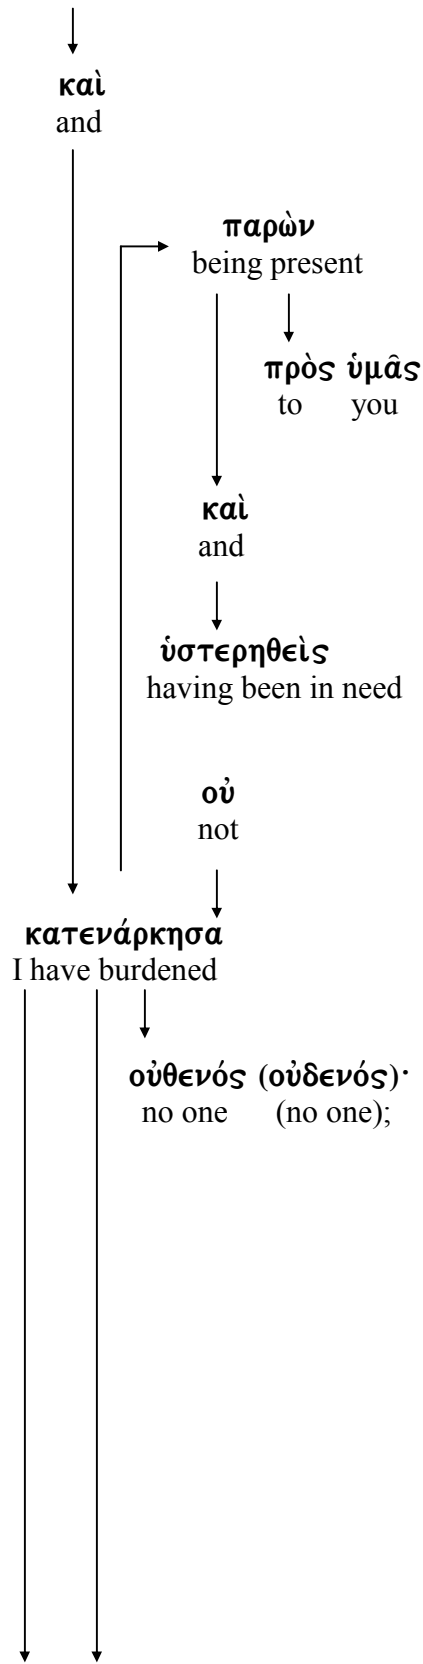 καὶ
and
παρὼν
being present
πρὸς ὑμᾶς
to you
καὶ
and
ὑστερηθεὶς
having been in need
οὐ
not
κατενάρκησα
I have burdened
οὐθενός (οὐδενός)·
no one (no one);